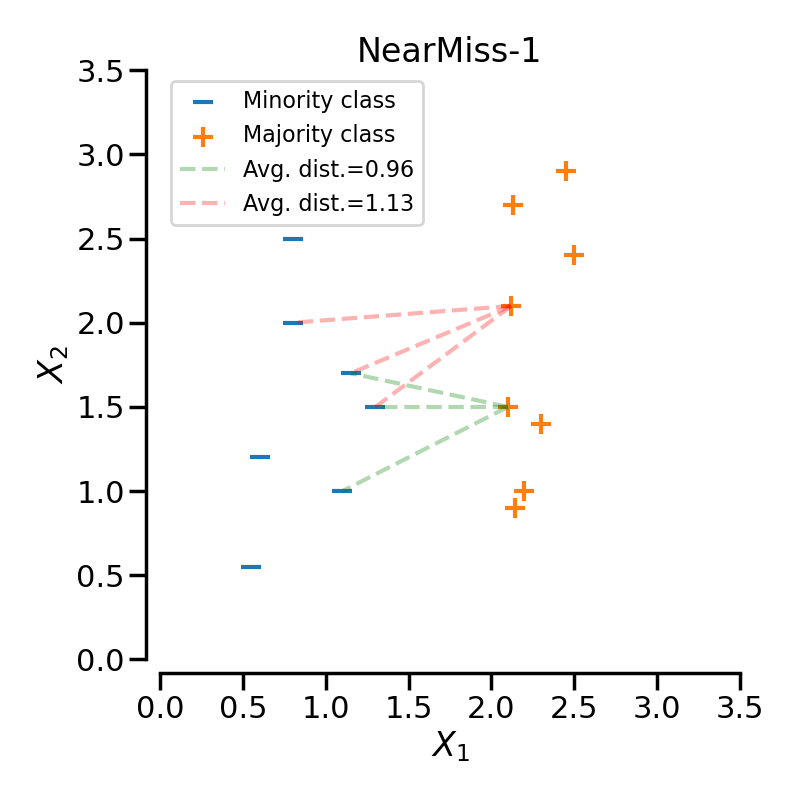 NearMiss-1
3.5
3.0
2.5
2.0
1.5
1.0
0.5
0.0
X2
Minority class
Majority class
Avg. dist.=0.96
Avg. dist.=1.13
0.0 0.5 1.0 1.5 2.0 2.5 3.0 3.5
X1